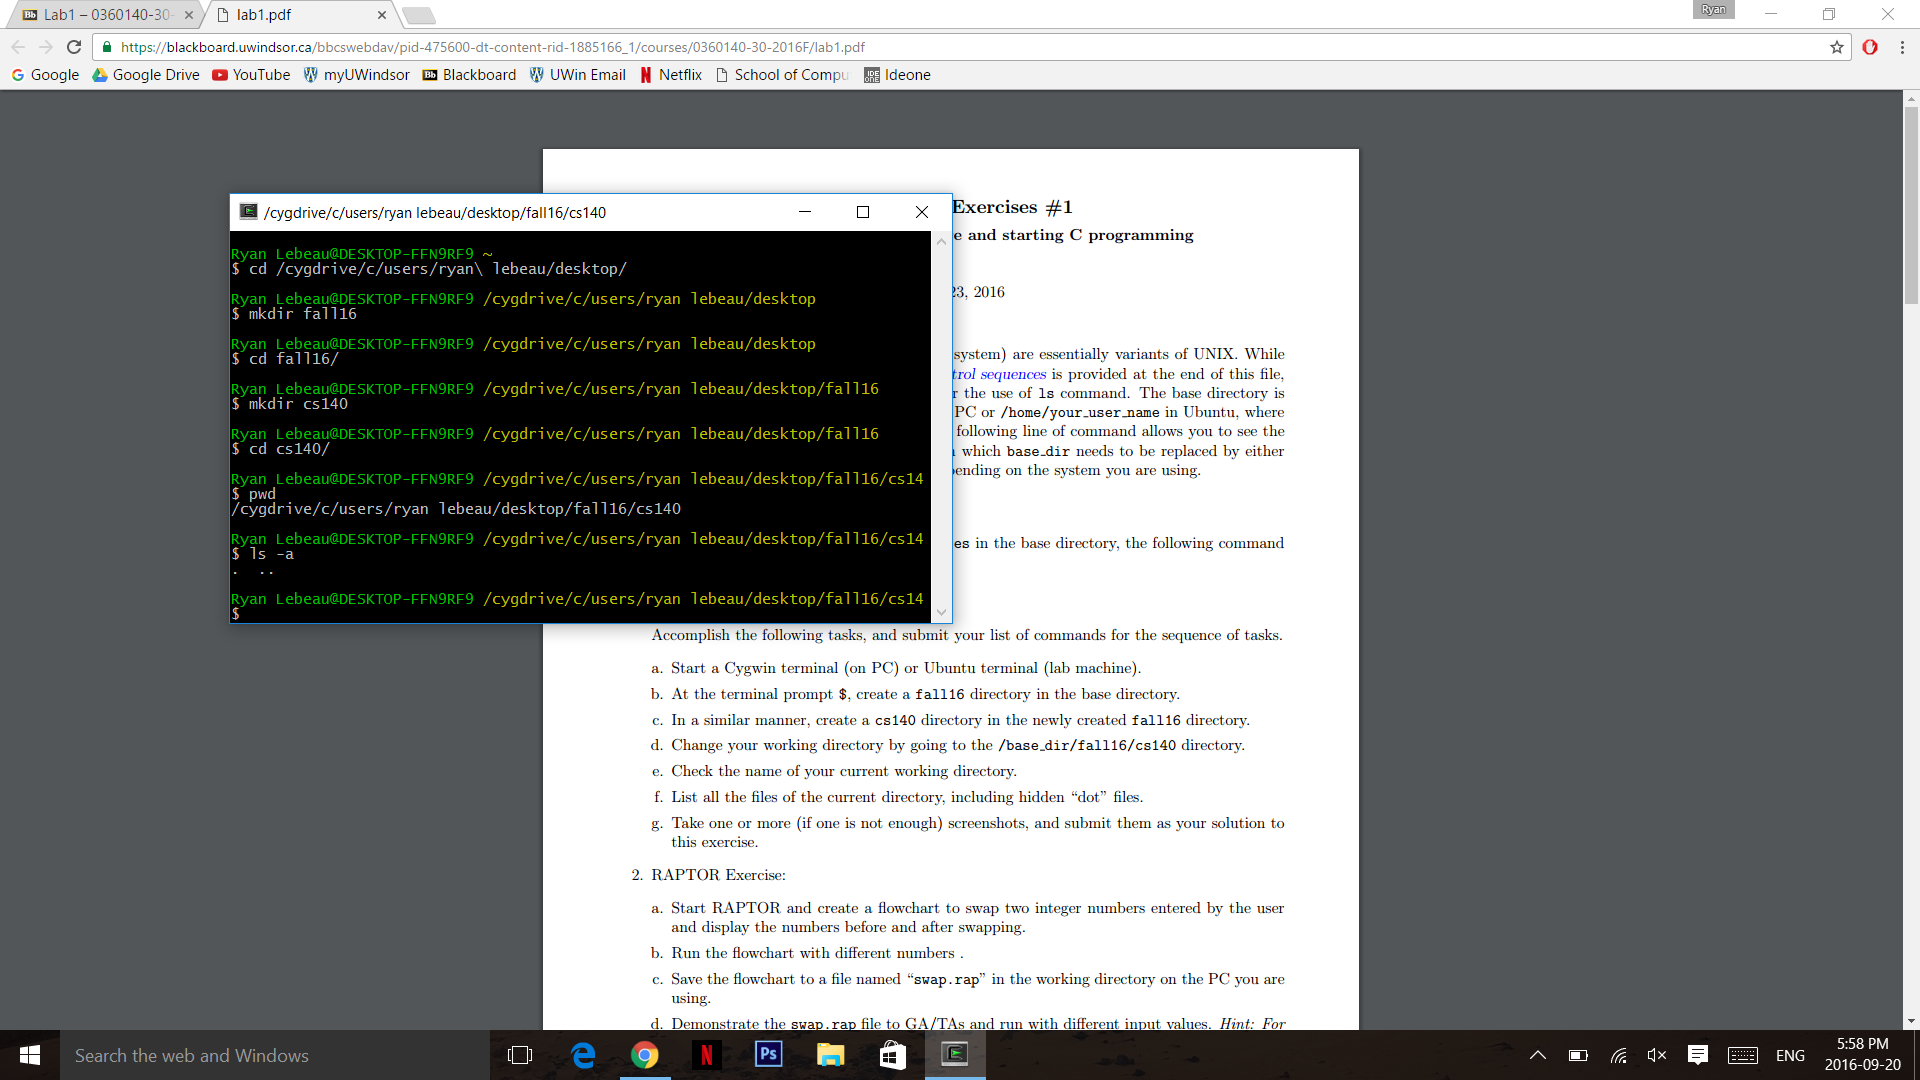 Lab1 – 0360140-30-
lab1.pdf
Ryan
https://blackboard.uwindsor.ca/bbcswebdav/pid-475600-dt-content-rid-1885166_1/courses/0360140-30-2016F/lab1.pdf
Google Google Drive YouTube myUWindsor Bb Blackboard UWin Email Netflix School of Compu Ideone
Exercises #1
e and starting C programming
23, 2016
system) are essentially variants of UNIX. While
trol sequences is provided at the end of this file,
r the use of ls command. The base directory is
PC or /home/your_user_name in Ubuntu, where
following line of command allows you to see the
which base_dir needs to be replaced by either
ending on the system you are using.
es in the base directory, the following command
/cygdrive/c/users/ryan lebeau/desktop/fall16/cs140
Ryan Lebeau@DESKTOP-FFN9RF9 ~
$ cd /cygdrive/c/users/ryan\ lebeau/desktop/
Ryan Lebeau@DESKTOP-FFN9RF9 /cygdrive/c/users/ryan lebeau/desktop
$ mkdir fall16
Ryan Lebeau@DESKTOP-FFN9RF9 /cygdrive/c/users/ryan lebeau/desktop
$ cd fall16/
Ryan Lebeau@DESKTOP-FFN9RF9 /cygdrive/c/users/ryan lebeau/desktop/fall16
$ mkdir cs140
Ryan Lebeau@DESKTOP-FFN9RF9 /cygdrive/c/users/ryan lebeau/desktop/fall16
$ cd cs140/
Ryan Lebeau@DESKTOP-FFN9RF9 /cygdrive/c/users/ryan lebeau/desktop/fall16/cs14
$ pwd
/cygdrive/c/users/ryan lebeau/desktop/fall16/cs140
Ryan Lebeau@DESKTOP-FFN9RF9 /cygdrive/c/users/ryan lebeau/desktop/fall16/cs14
$ ls -a
. ..
Ryan Lebeau@DESKTOP-FFN9RF9 /cygdrive/c/users/ryan lebeau/desktop/fall16/cs14
$
Accomplish the following tasks, and submit your list of commands for the sequence of tasks.
a. Start a Cygwin terminal (on PC) or Ubuntu terminal (lab machine).
b. At the terminal prompt $, create a fall16 directory in the base directory.
c. In a similar manner, create a cs140 directory in the newly created fall16 directory.
d. Change your working directory by going to the /base_dir/fall16/cs140 directory.
e. Check the name of your current working directory.
f. List all the files of the current directory, including hidden “dot” files.
g. Take one or more (if one is not enough) screenshots, and submit them as your solution to
this exercise.
2. RAPTOR Exercise:
a. Start RAPTOR and create a flowchart to swap two integer numbers entered by the user
and display the numbers before and after swapping.
b. Run the flowchart with different numbers .
c. Save the flowchart to a file named “swap.rap” in the working directory on the PC you are
using.
d. Demonstrate the swap.rap file to GA/TAs and run with different input values. Hint: For
Search the web and Windows
Ps
ENG
5:58 PM
2016-09-20